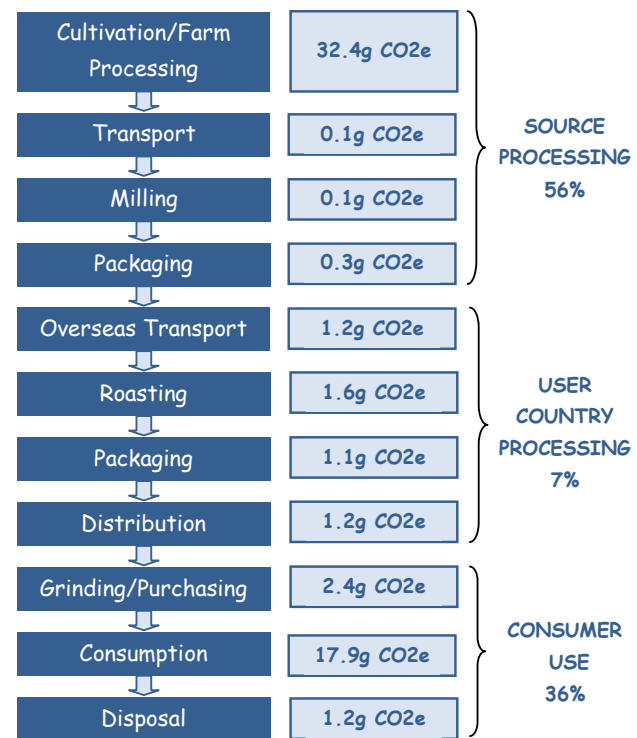 Cultivation/Farm
Processing
32.4g CO2e
Transport
0.1g CO2e
Milling
0.1g CO2e
Packaging
0.3g CO2e
SOURCE
PROCESSING
56%
Overseas Transport
1.2g CO2e
Roasting
1.6g CO2e
Packaging
1.1g CO2e
Distribution
1.2g CO2e
USER
COUNTRY
PROCESSING
7%
Grinding/Purchasing
2.4g CO2e
Consumption
17.9g CO2e
Disposal
1.2g CO2e
CONSUMER
USE
36%